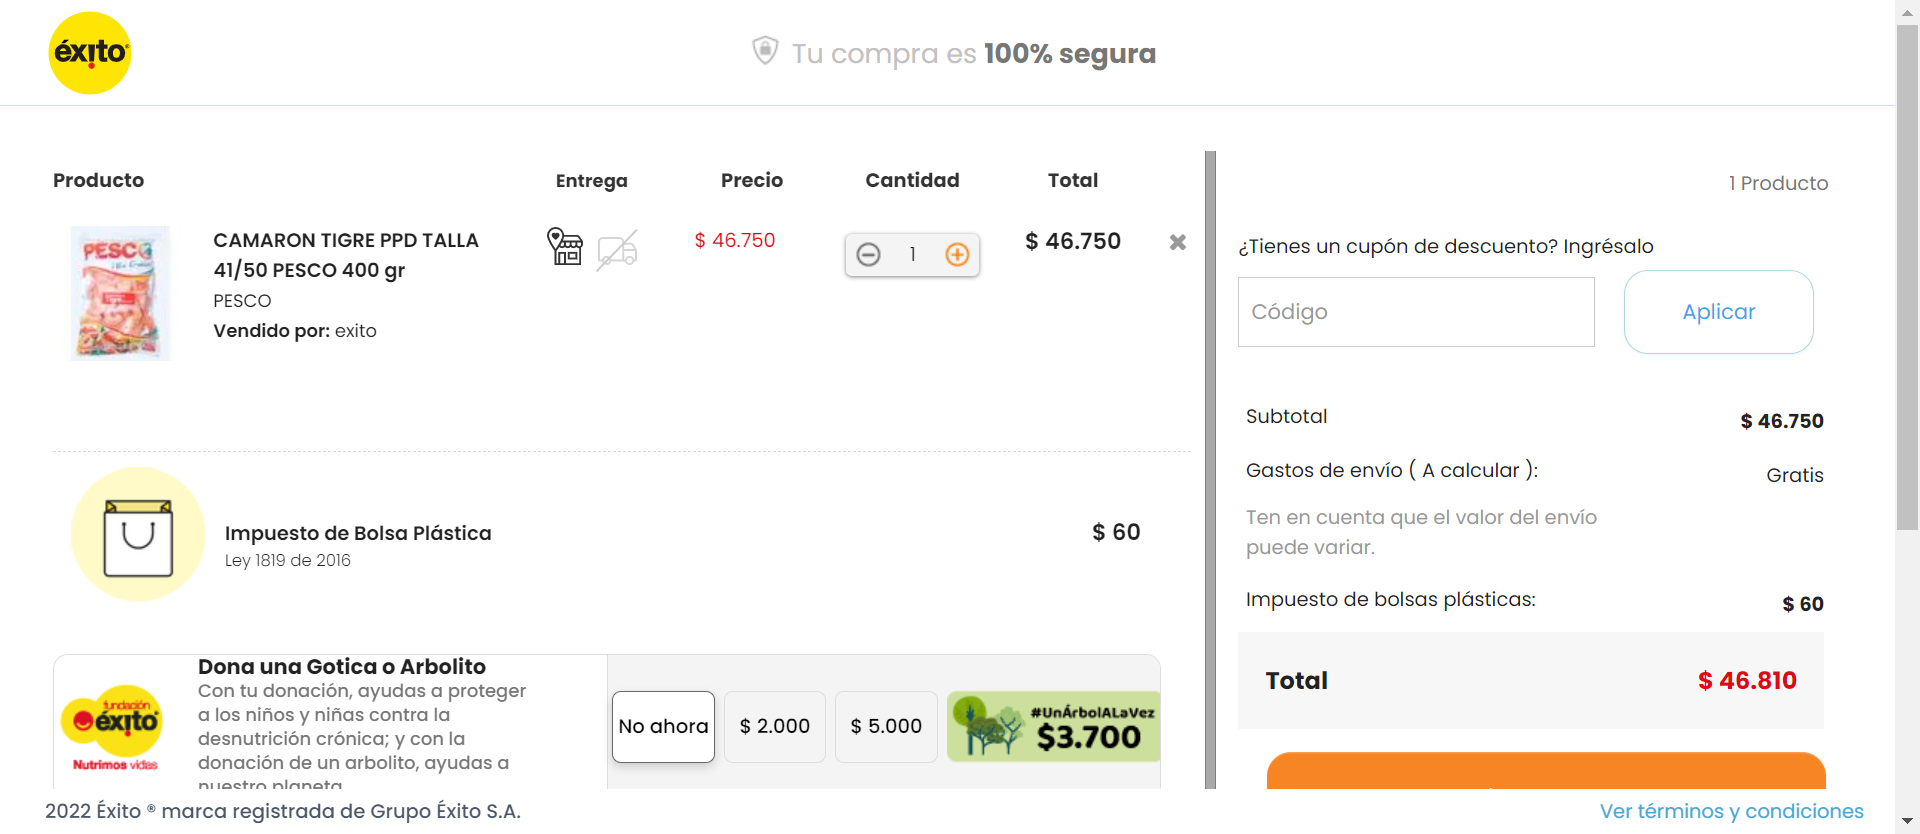 éxito
Tu compra es 100% segura
Producto
Entrega
Precio
Cantidad
Total
PESCO
CAMARON TIGRE PPD TALLA
41/50 PESCO 400 gr
PESCO
Vendido por: exito
$ 46.750
1
$ 46.750
Impuesto de Bolsa Plástica
Ley 1819 de 2016
$ 60
fundación
éxito
Nutrimos vidas
Dona una Gotica o Arbolito
Con tu donación, ayudas a proteger
a los niños y niñas contra la
desnutrición crónica; y con la
donación de un arbolito, ayudas a
nuestro planeta.
No ahora
$ 2.000
$ 5.000
#UnÁrbolALaVez
$3.700
1 Producto
¿Tienes un cupón de descuento? Ingrésalo
Código
Aplicar
Subtotal
$ 46.750
Gastos de envío ( A calcular ):
Gratis
Ten en cuenta que el valor del envío
puede variar.
Impuesto de bolsas plásticas:
$ 60
Total
$ 46.810
2022 Éxito ® marca registrada de Grupo Éxito S.A.
Ver términos y condiciones